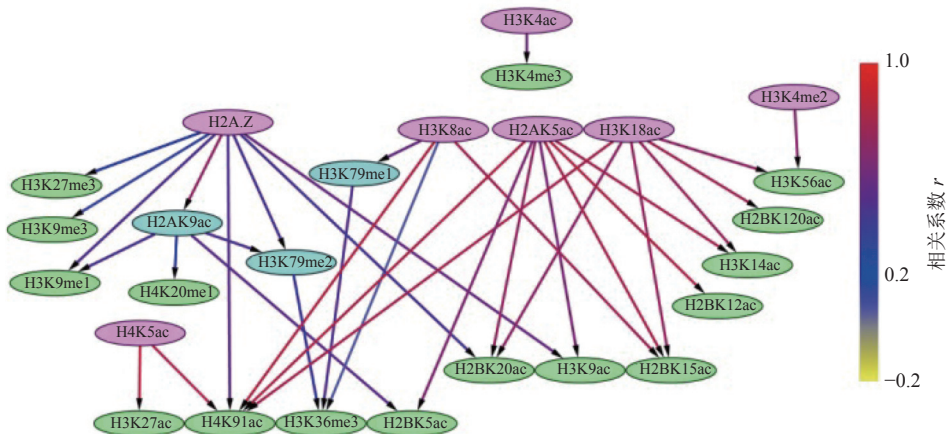 H3K4ac
H3K4me3
1.0
H3K4me2
H2A.Z
H3K8ac
H2AK5ac
H3K18ac
H3K79me1
H3K56ac
H3K27me3
H2AK9ac
H2BK120ac
H3K9me3
H3K79me2
H3K14ac
H3K9me1
H4K20me1
H2BK12ac
相关系数 r
0.2
H4K5ac
H2BK20ac
H3K9ac
H2BK15ac
−0.2
H3K27ac
H4K91ac
H3K36me3
H2BK5ac